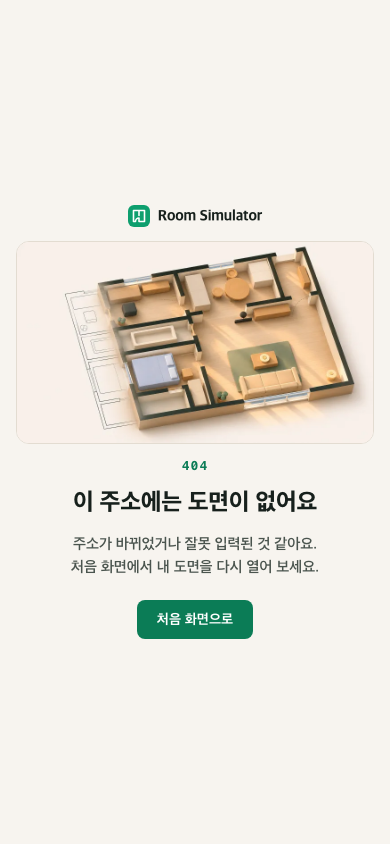 Room Simulator
404
이 주소에는 도면이 없어요
주소가 바뀌었거나 잘못 입력된 것 같아요.
처음 화면에서 내 도면을 다시 열어 보세요.
처음 화면으로